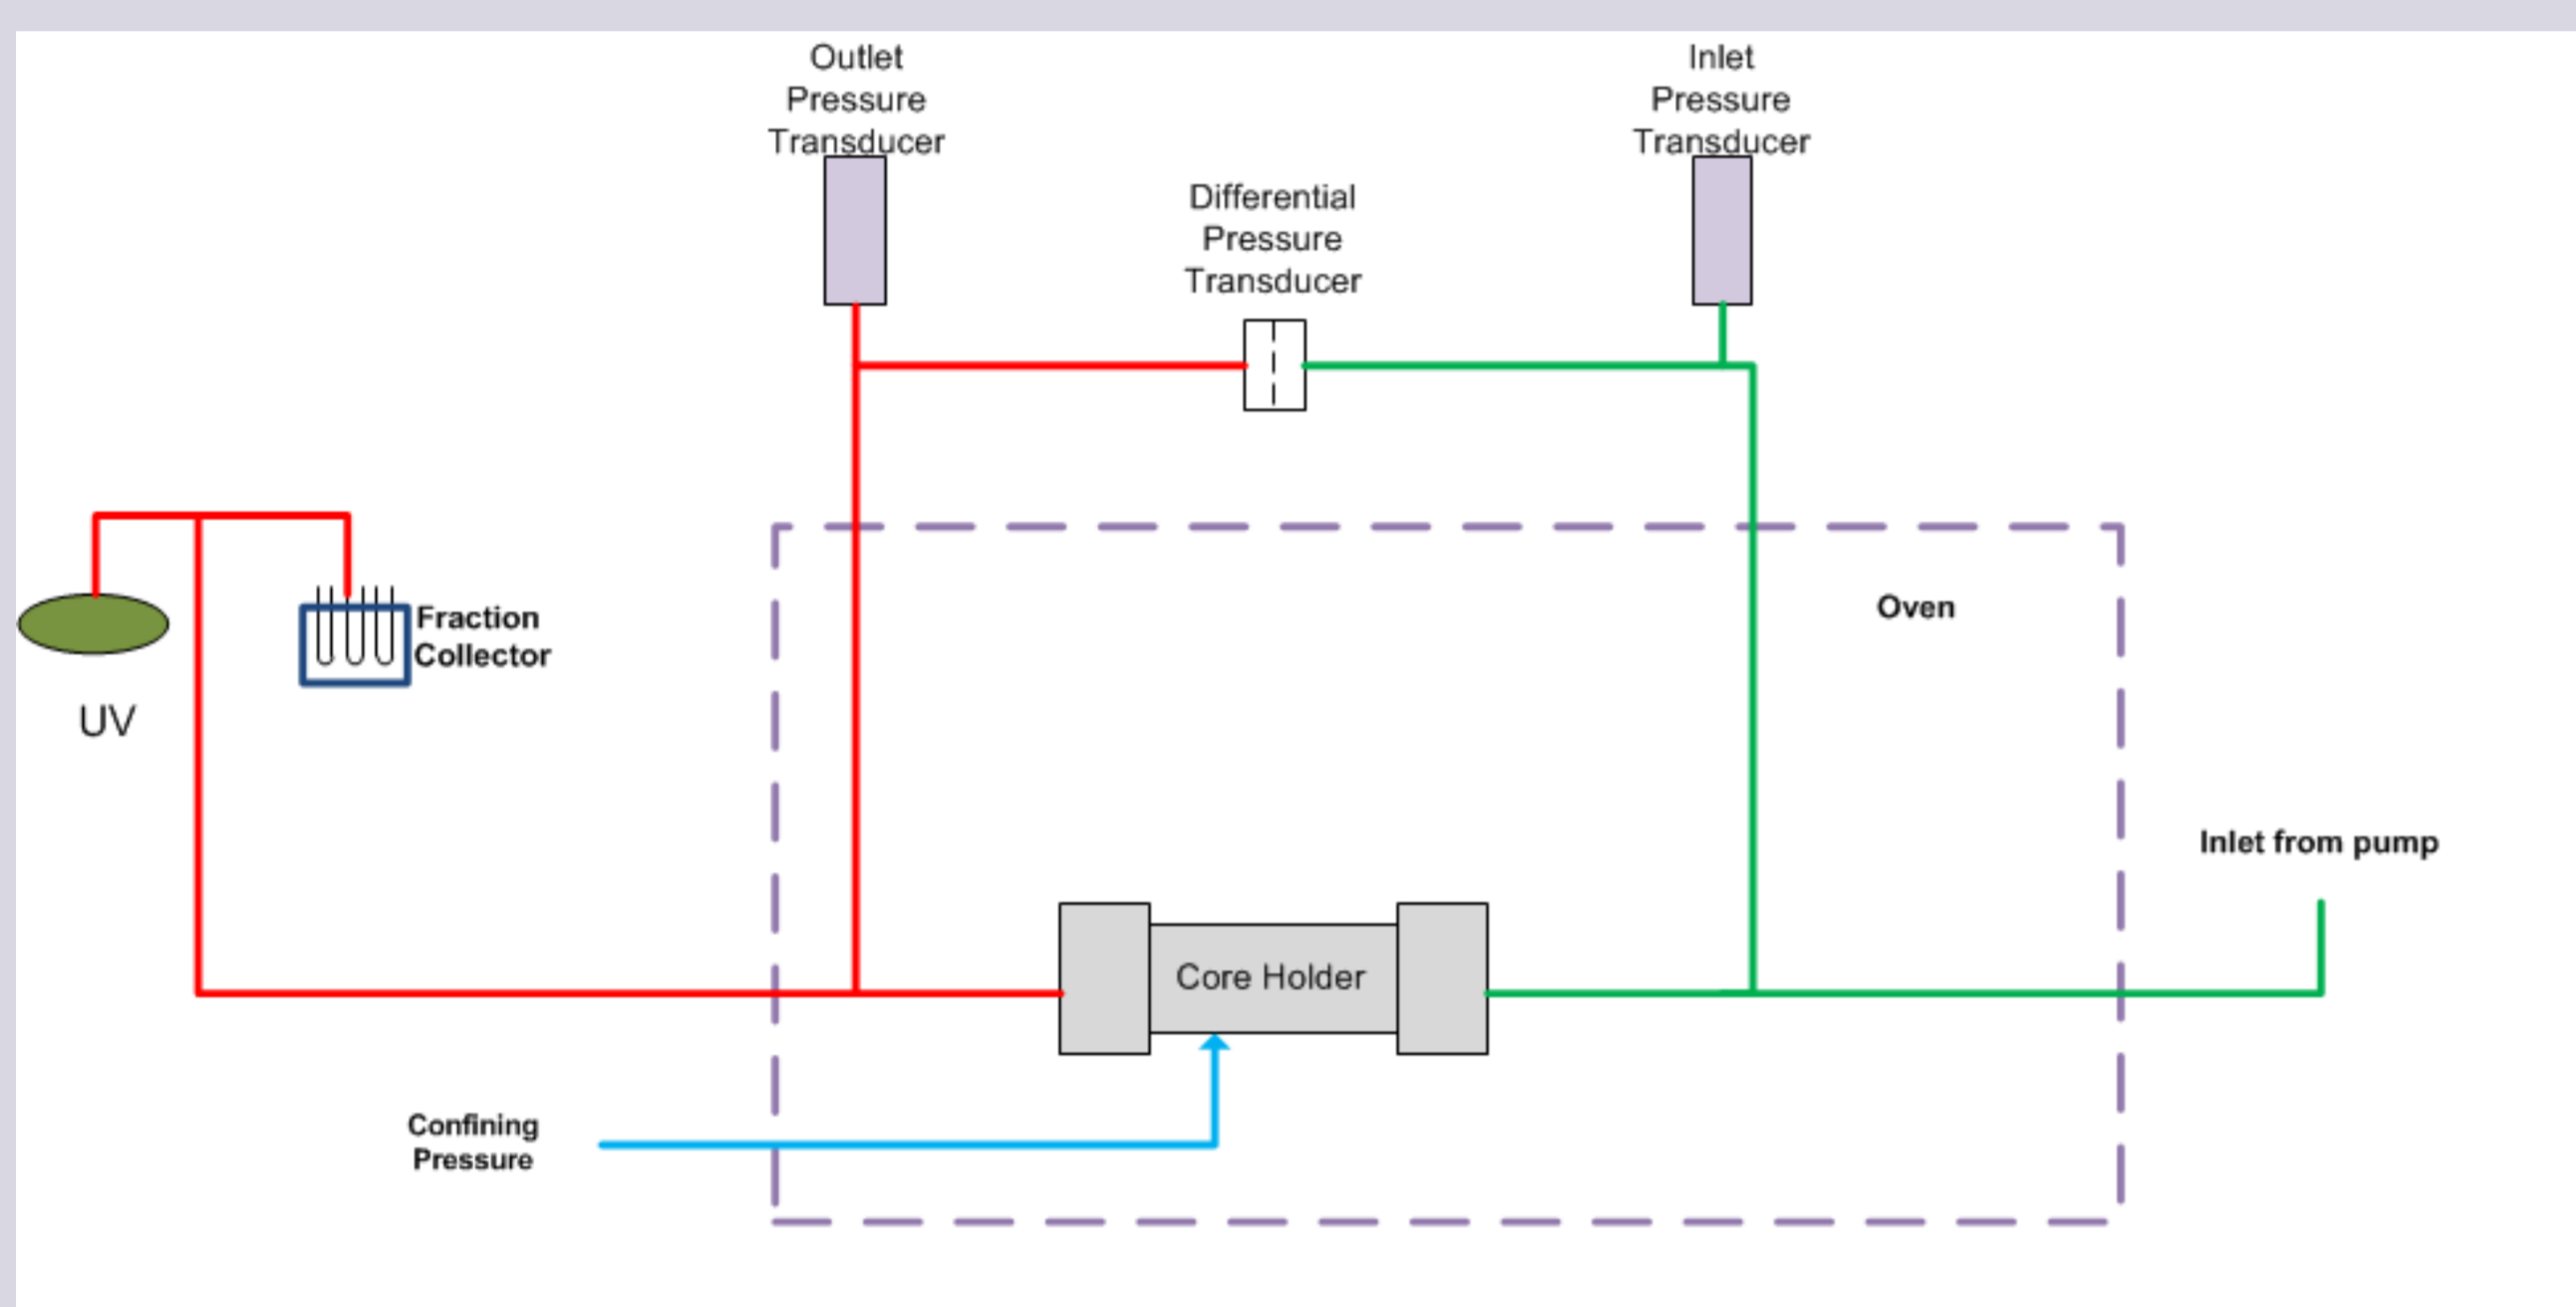 Outlet
Pressure
Transducer
Inlet
Pressure
Transducer
Differential
Pressure
Transducer
Fraction
Collector
UV
Oven
Inlet from pump
Core Holder
Confining
Pressure